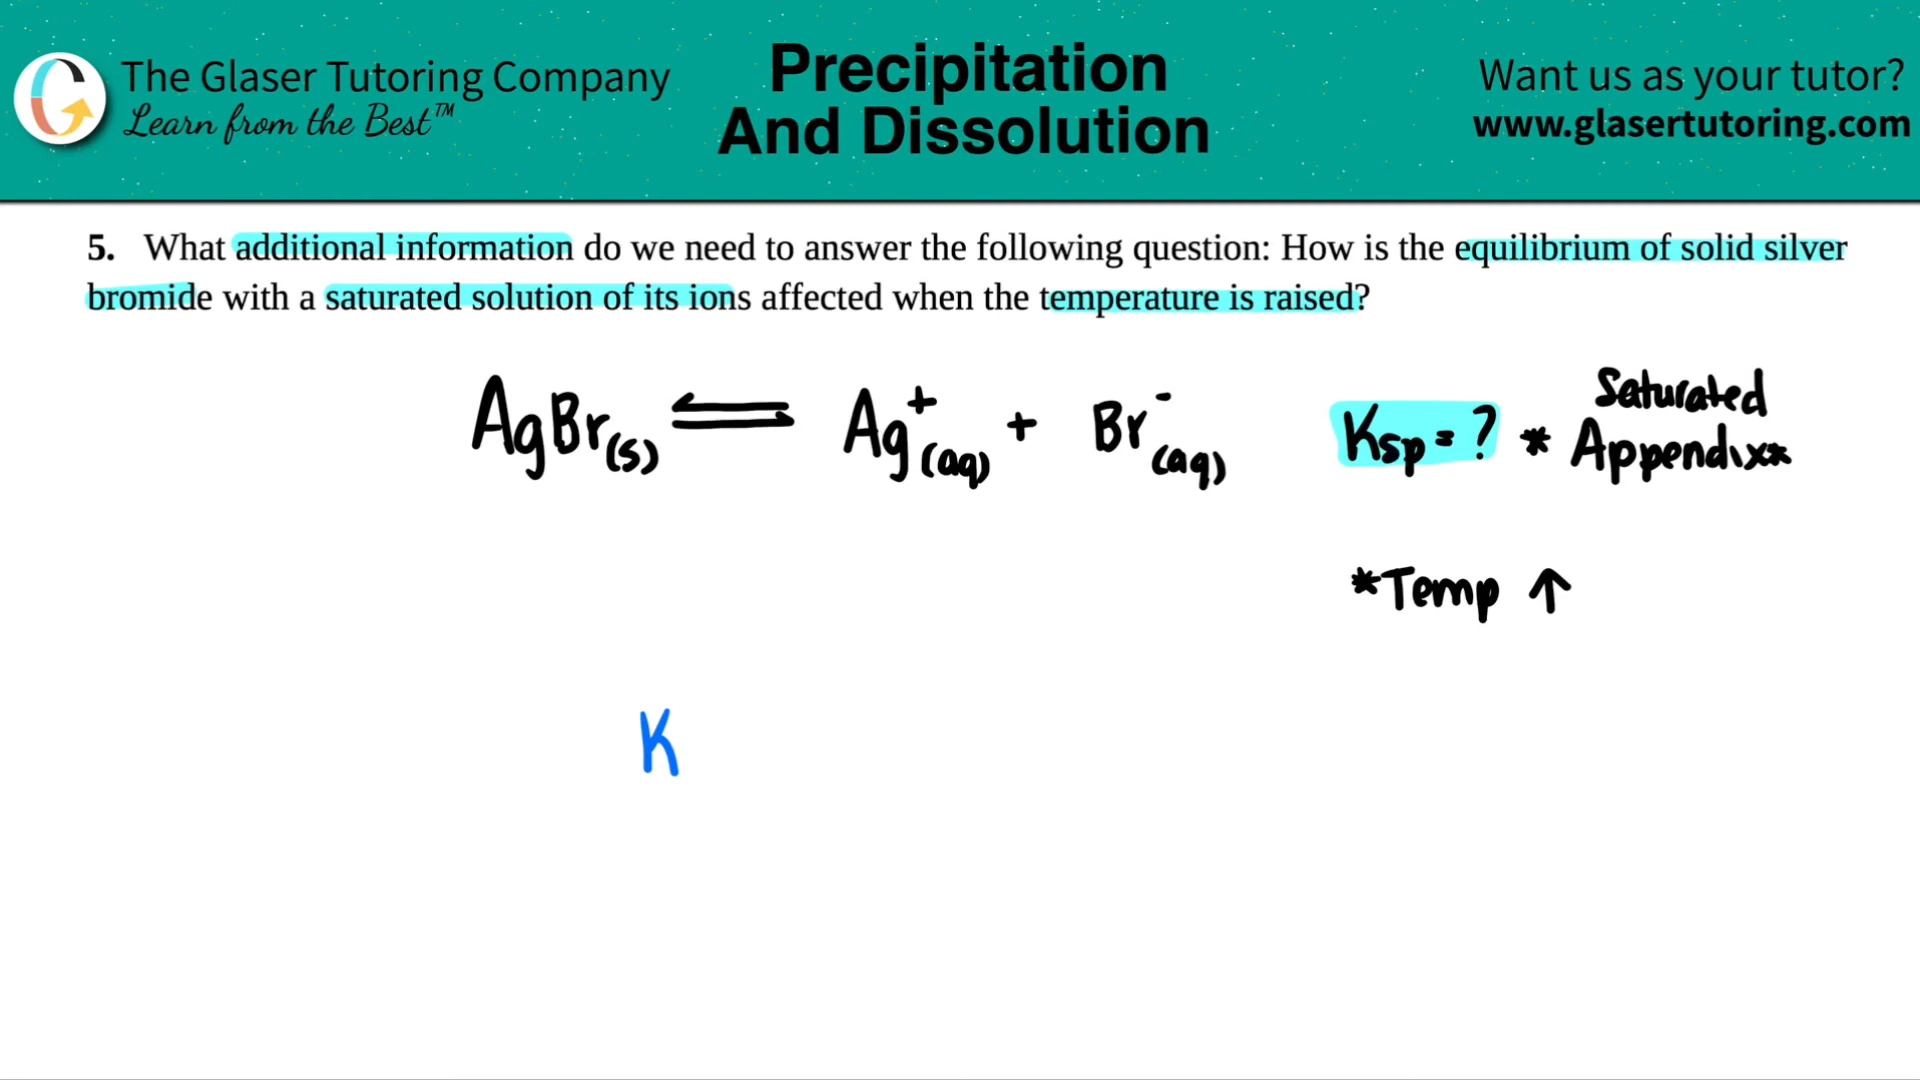 The Glaser Tutoring Company
Learn from the Best™
Precipitation
And Dissolution
Want us as your tutor?
www.glasertutoring.com
5. What additional information do we need to answer the following question: How is the equilibrium of solid silver
bromide with a saturated solution of its ions affected when the temperature is raised?
AgBr(s) ⇌ Ag⁺(aq) + Br⁻(aq)
Ksp = ? * Saturated
Appendix*
*Temp ↑
K